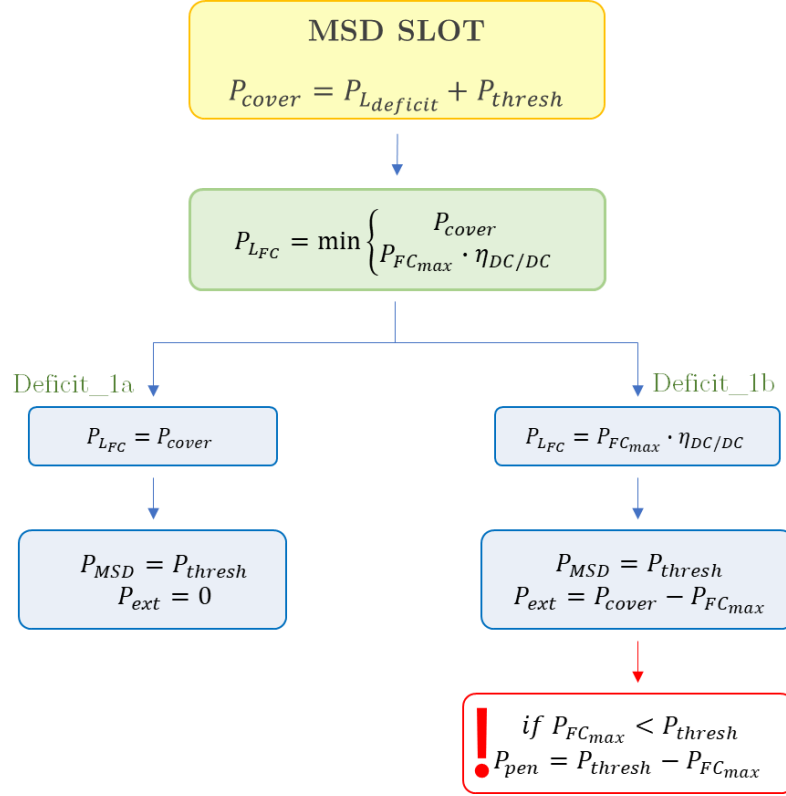 MSD SLOT
P_cover = P_L_deficit + P_thresh
P_L_FC = min { P_cover
P_FC_max · η_DC/DC
Deficit_1a
Deficit_1b
P_L_FC = P_cover
P_L_FC = P_FC_max · η_DC/DC
P_MSD = P_thresh
P_ext = 0
P_MSD = P_thresh
P_ext = P_cover − P_FC_max
! if P_FC_max < P_thresh
P_pen = P_thresh − P_FC_max